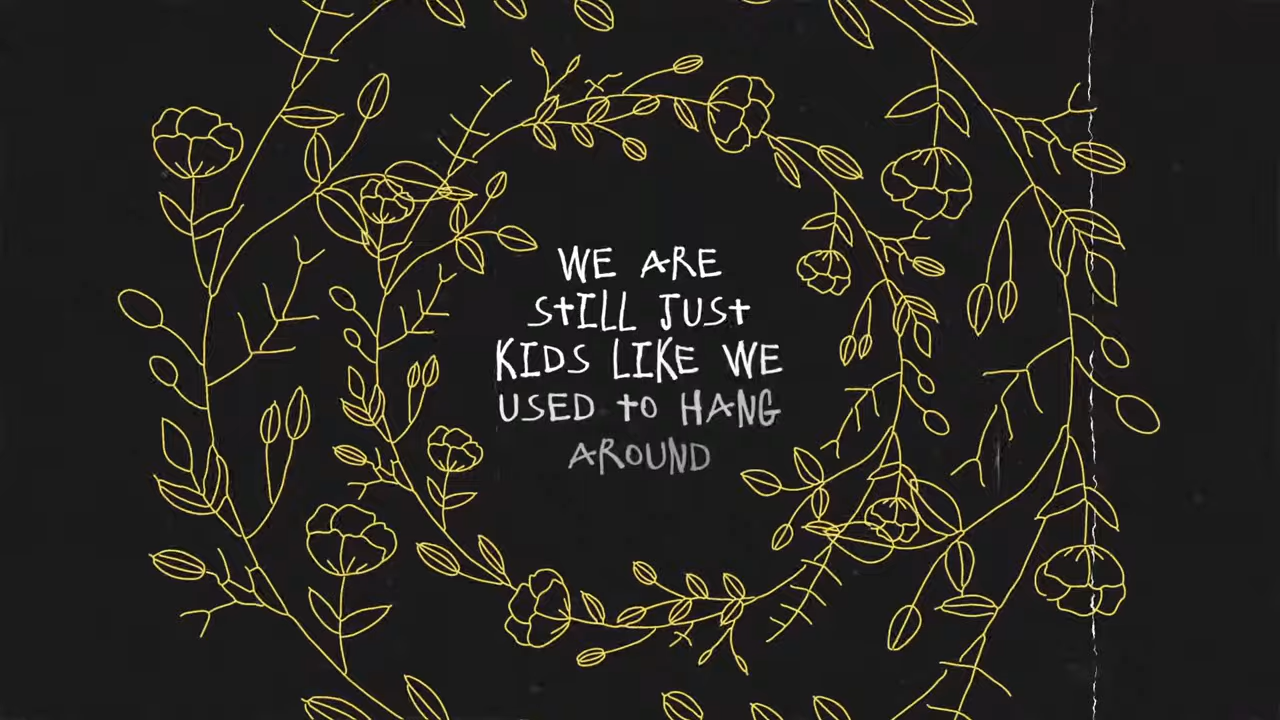 WE ARE
StILL JUSt
KIDS LIKE WE
USED tO HANG
AROUND